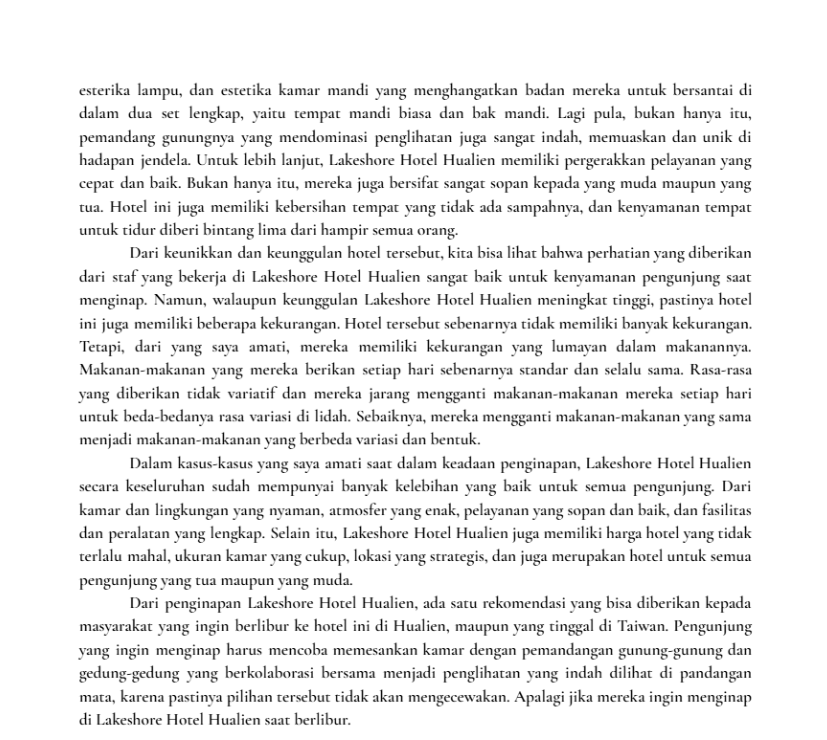 esterika lampu, dan estetika kamar mandi yang menghangatkan badan mereka untuk bersantai di
dalam dua set lengkap, yaitu tempat mandi biasa dan bak mandi. Lagi pula, bukan hanya itu,
pemandang gunungnya yang mendominasi penglihatan juga sangat indah, memuaskan dan unik di
hadapan jendela. Untuk lebih lanjut, Lakeshore Hotel Hualien memiliki pergerakkan pelayanan yang
cepat dan baik. Bukan hanya itu, mereka juga bersifat sangat sopan kepada yang muda maupun yang
tua. Hotel ini juga memiliki kebersihan tempat yang tidak ada sampahnya, dan kenyamanan tempat
untuk tidur diberi bintang lima dari hampir semua orang.
Dari keunikkan dan keunggulan hotel tersebut, kita bisa lihat bahwa perhatian yang diberikan
dari staf yang bekerja di Lakeshore Hotel Hualien sangat baik untuk kenyamanan pengunjung saat
menginap. Namun, walaupun keunggulan Lakeshore Hotel Hualien meningkat tinggi, pastinya hotel
ini juga memiliki beberapa kekurangan. Hotel tersebut sebenarnya tidak memiliki banyak kekurangan.
Tetapi, dari yang saya amati, mereka memiliki kekurangan yang lumayan dalam makanannya.
Makanan-makanan yang mereka berikan setiap hari sebenarnya standar dan selalu sama. Rasa-rasa
yang diberikan tidak variatif dan mereka jarang mengganti makanan-makanan mereka setiap hari
untuk beda-bedanya rasa variasi di lidah. Sebaiknya, mereka mengganti makanan-makanan yang sama
menjadi makanan-makanan yang berbeda variasi dan bentuk.
Dalam kasus-kasus yang saya amati saat dalam keadaan penginapan, Lakeshore Hotel Hualien
secara keseluruhan sudah mempunyai banyak kelebihan yang baik untuk semua pengunjung. Dari
kamar dan lingkungan yang nyaman, atmosfer yang enak, pelayanan yang sopan dan baik, dan fasilitas
dan peralatan yang lengkap. Selain itu, Lakeshore Hotel Hualien juga memiliki harga hotel yang tidak
terlalu mahal, ukuran kamar yang cukup, lokasi yang strategis, dan juga merupakan hotel untuk semua
pengunjung yang tua maupun yang muda.
Dari penginapan Lakeshore Hotel Hualien, ada satu rekomendasi yang bisa diberikan kepada
masyarakat yang ingin berlibur ke hotel ini di Hualien, maupun yang tinggal di Taiwan. Pengunjung
yang ingin menginap harus mencoba memesankan kamar dengan pemandangan gunung-gunung dan
gedung-gedung yang berkolaborasi bersama menjadi penglihatan yang indah dilihat di pandangan
mata, karena pastinya pilihan tersebut tidak akan mengecewakan. Apalagi jika mereka ingin menginap
di Lakeshore Hotel Hualien saat berlibur.